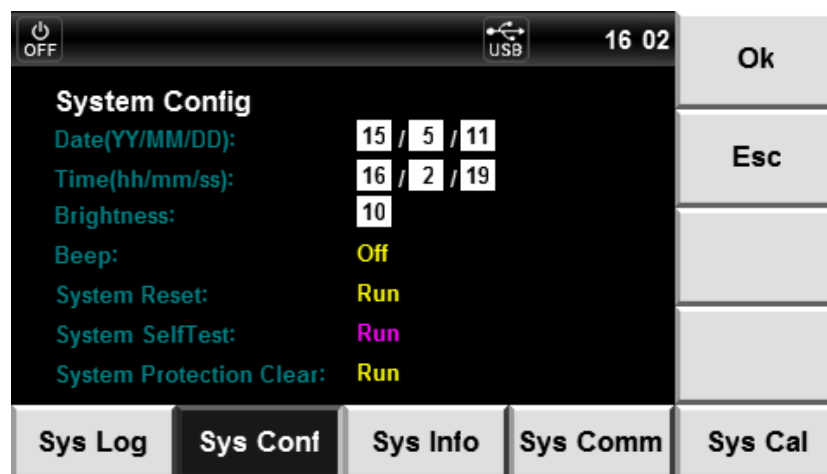 OFF USB 16 02
Ok
System Config
Date(YY/MM/DD): 15 / 5 / 11
Esc
Time(hh/mm/ss): 16 / 2 / 19
Brightness: 10
Beep: Off
System Reset: Run
System SelfTest: Run
System Protection Clear: Run
Sys Log Sys Conf Sys Info Sys Comm Sys Cal